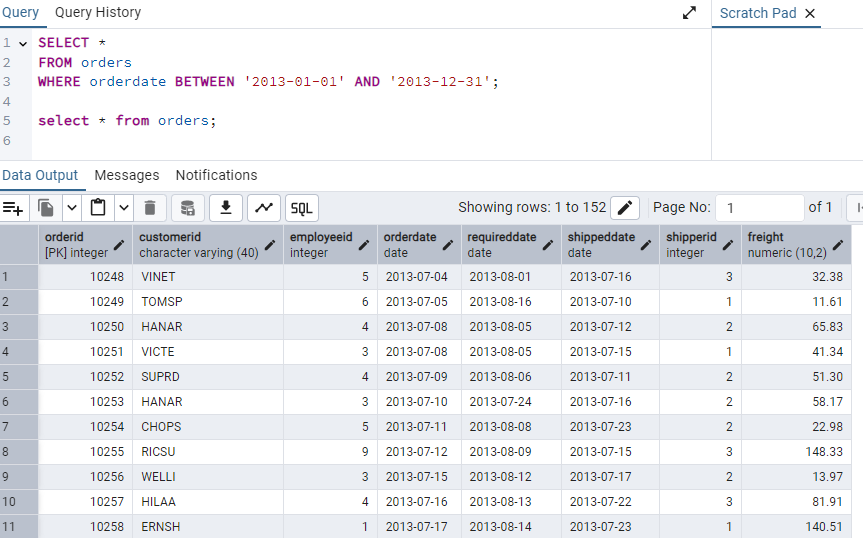 Query Query History Scratch Pad ×
1 SELECT *
2 FROM orders
3 WHERE orderdate BETWEEN '2013-01-01' AND '2013-12-31';
4
5 select * from orders;
6
Data Output Messages Notifications
SQL Showing rows: 1 to 152 Page No: 1 of 1
orderid customerid employeeid orderdate requireddate shippeddate shipperid freight
[PK] integer character varying (40) integer date date date integer numeric (10,2)
1 10248 VINET 5 2013-07-04 2013-08-01 2013-07-16 3 32.38
2 10249 TOMSP 6 2013-07-05 2013-08-16 2013-07-10 1 11.61
3 10250 HANAR 4 2013-07-08 2013-08-05 2013-07-12 2 65.83
4 10251 VICTE 3 2013-07-08 2013-08-05 2013-07-15 1 41.34
5 10252 SUPRD 4 2013-07-09 2013-08-06 2013-07-11 2 51.30
6 10253 HANAR 3 2013-07-10 2013-07-24 2013-07-16 2 58.17
7 10254 CHOPS 5 2013-07-11 2013-08-08 2013-07-23 2 22.98
8 10255 RICSU 9 2013-07-12 2013-08-09 2013-07-15 3 148.33
9 10256 WELLI 3 2013-07-15 2013-08-12 2013-07-17 2 13.97
10 10257 HILAA 4 2013-07-16 2013-08-13 2013-07-22 3 81.91
11 10258 ERNSH 1 2013-07-17 2013-08-14 2013-07-23 1 140.51